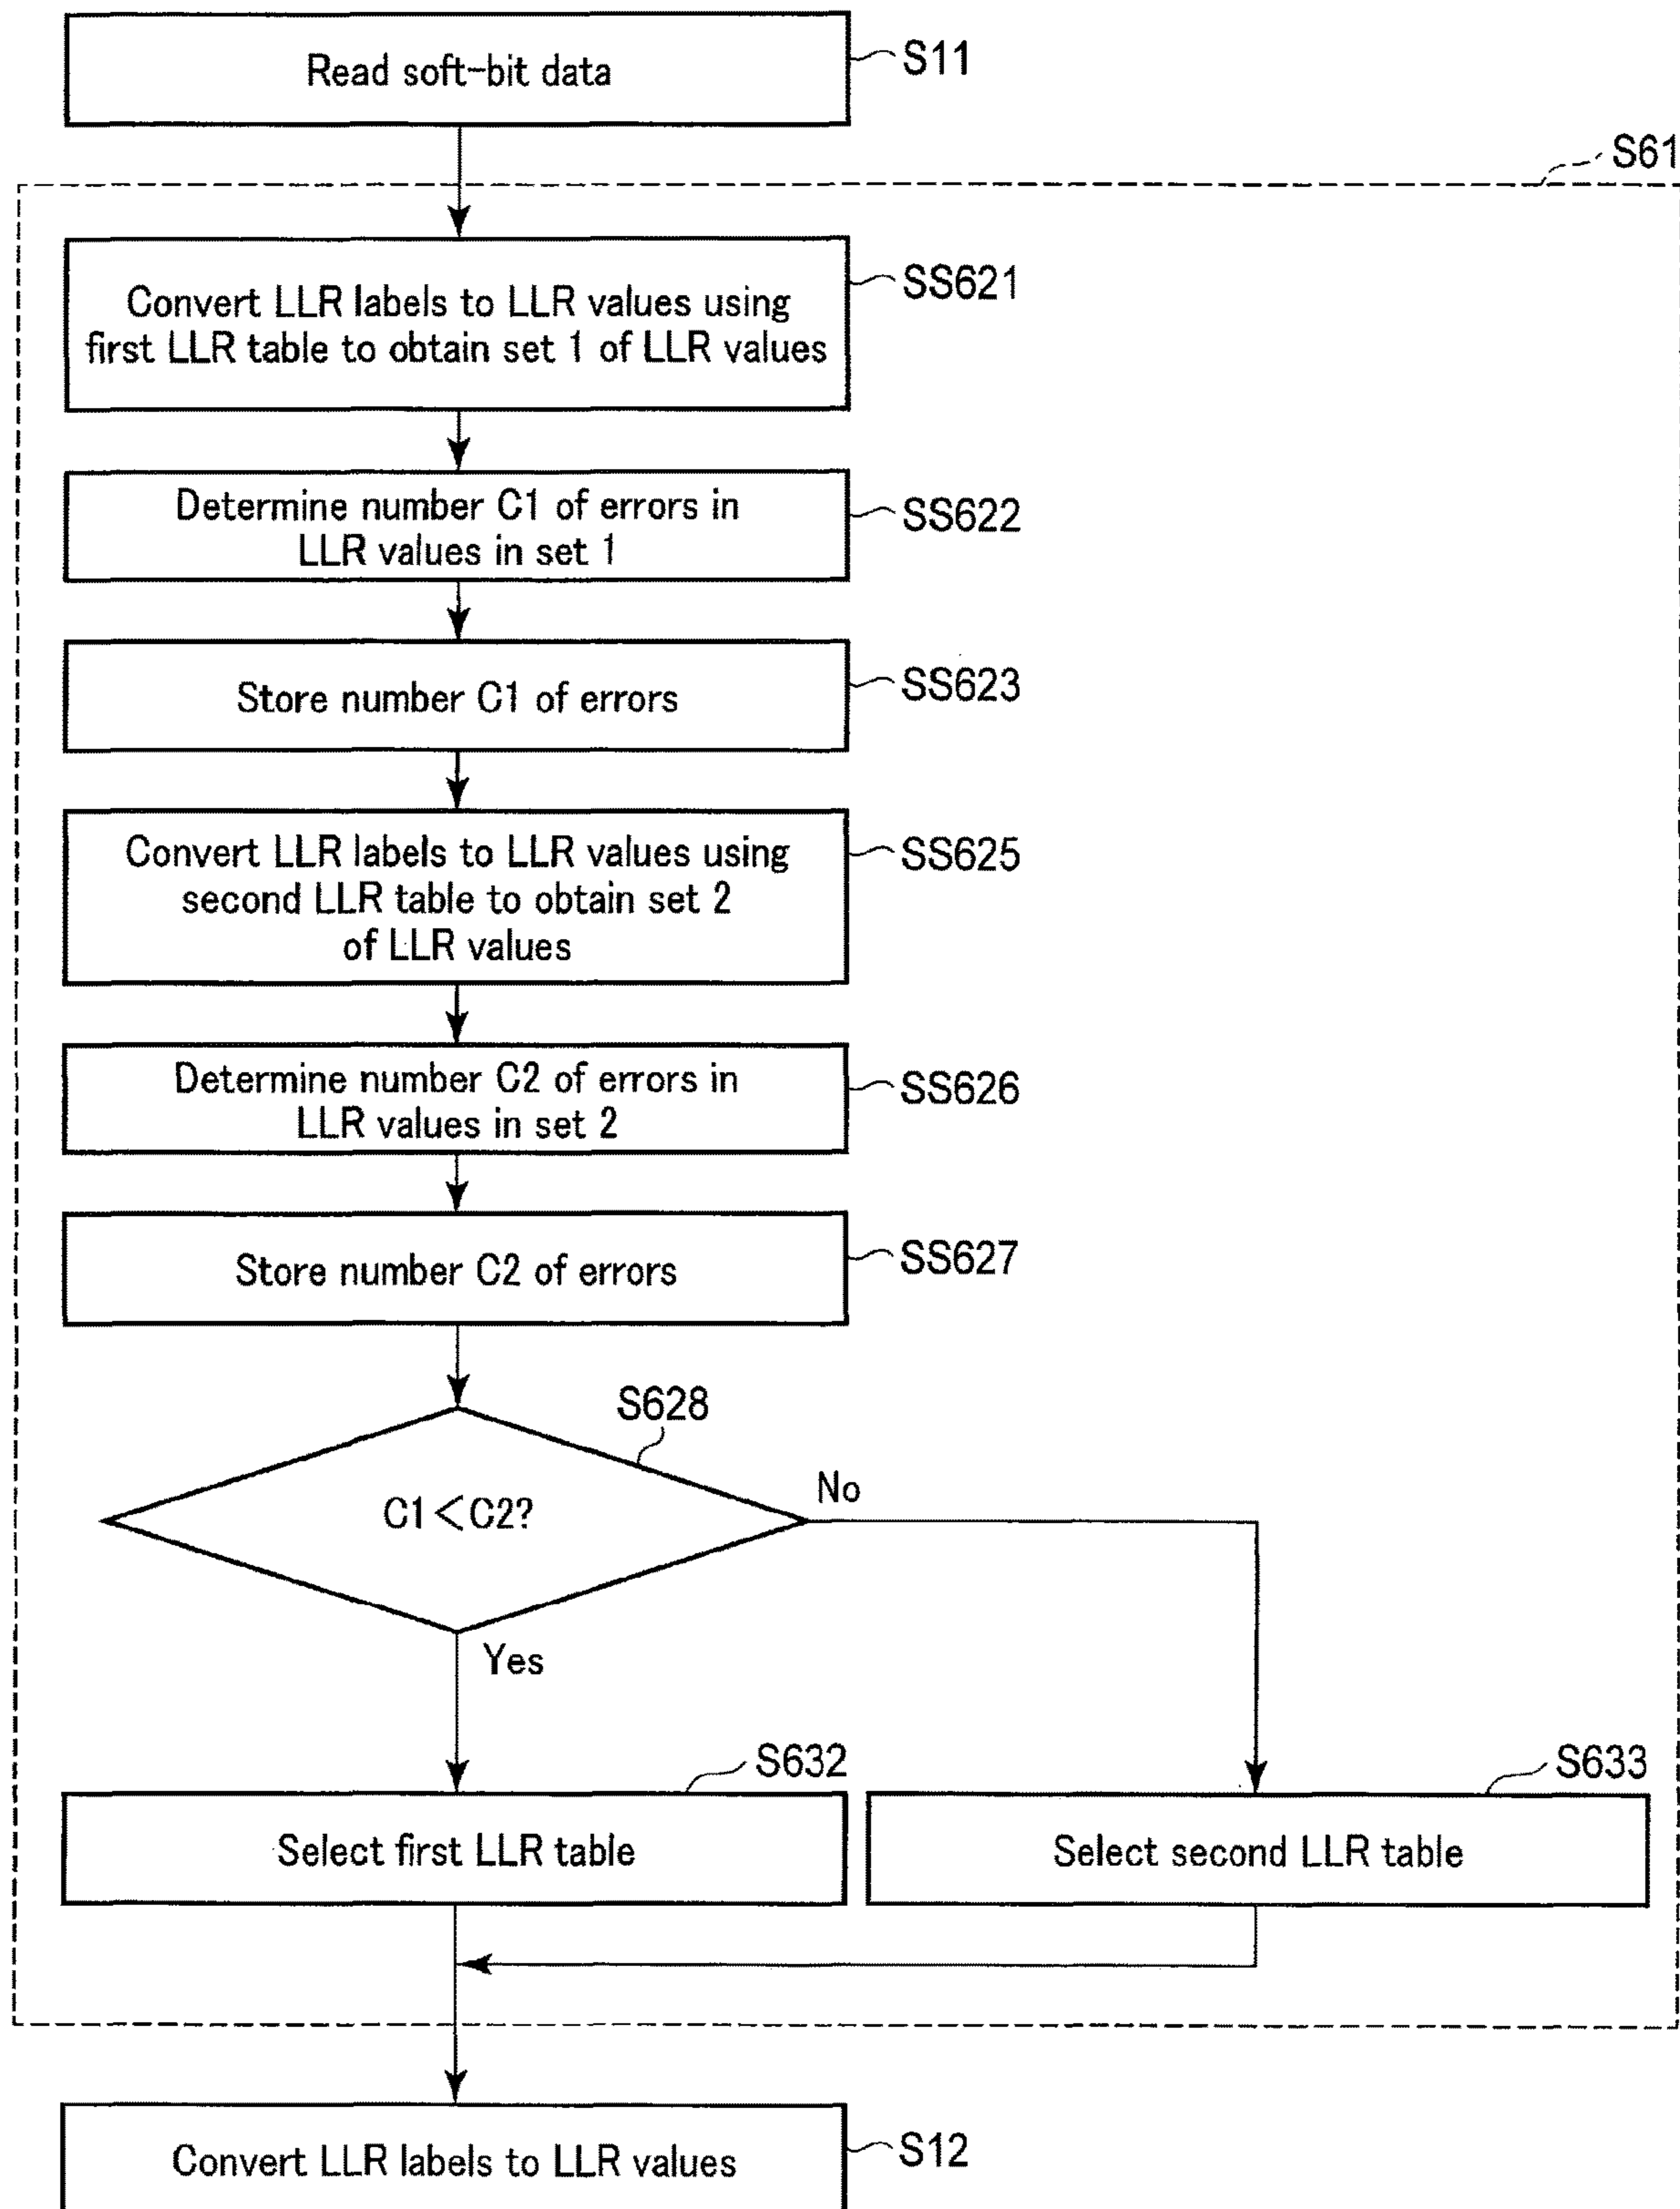 Read soft-bit data
S11
S61
Convert LLR labels to LLR values using
first LLR table to obtain set 1 of LLR values
SS621
Determine number C1 of errors in
LLR values in set 1
SS622
Store number C1 of errors
SS623
Convert LLR labels to LLR values using
second LLR table to obtain set 2
of LLR values
SS625
Determine number C2 of errors in
LLR values in set 2
SS626
Store number C2 of errors
SS627
S628
C1<C2?
No
Yes
S632
Select first LLR table
S633
Select second LLR table
Convert LLR labels to LLR values
S12